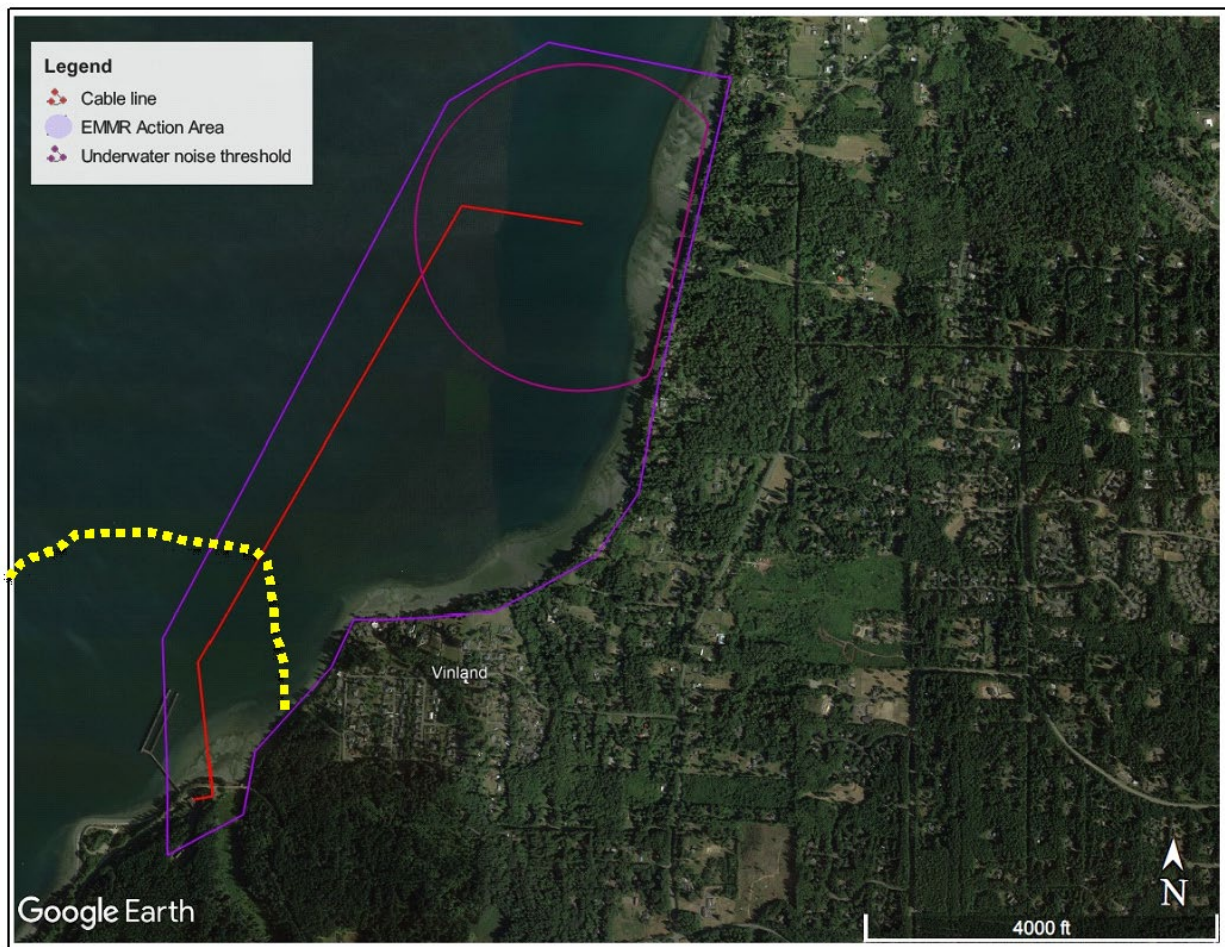 Legend
Cable line
EMMR Action Area
Underwater noise threshold
Vinland
N
Google Earth
4000 ft